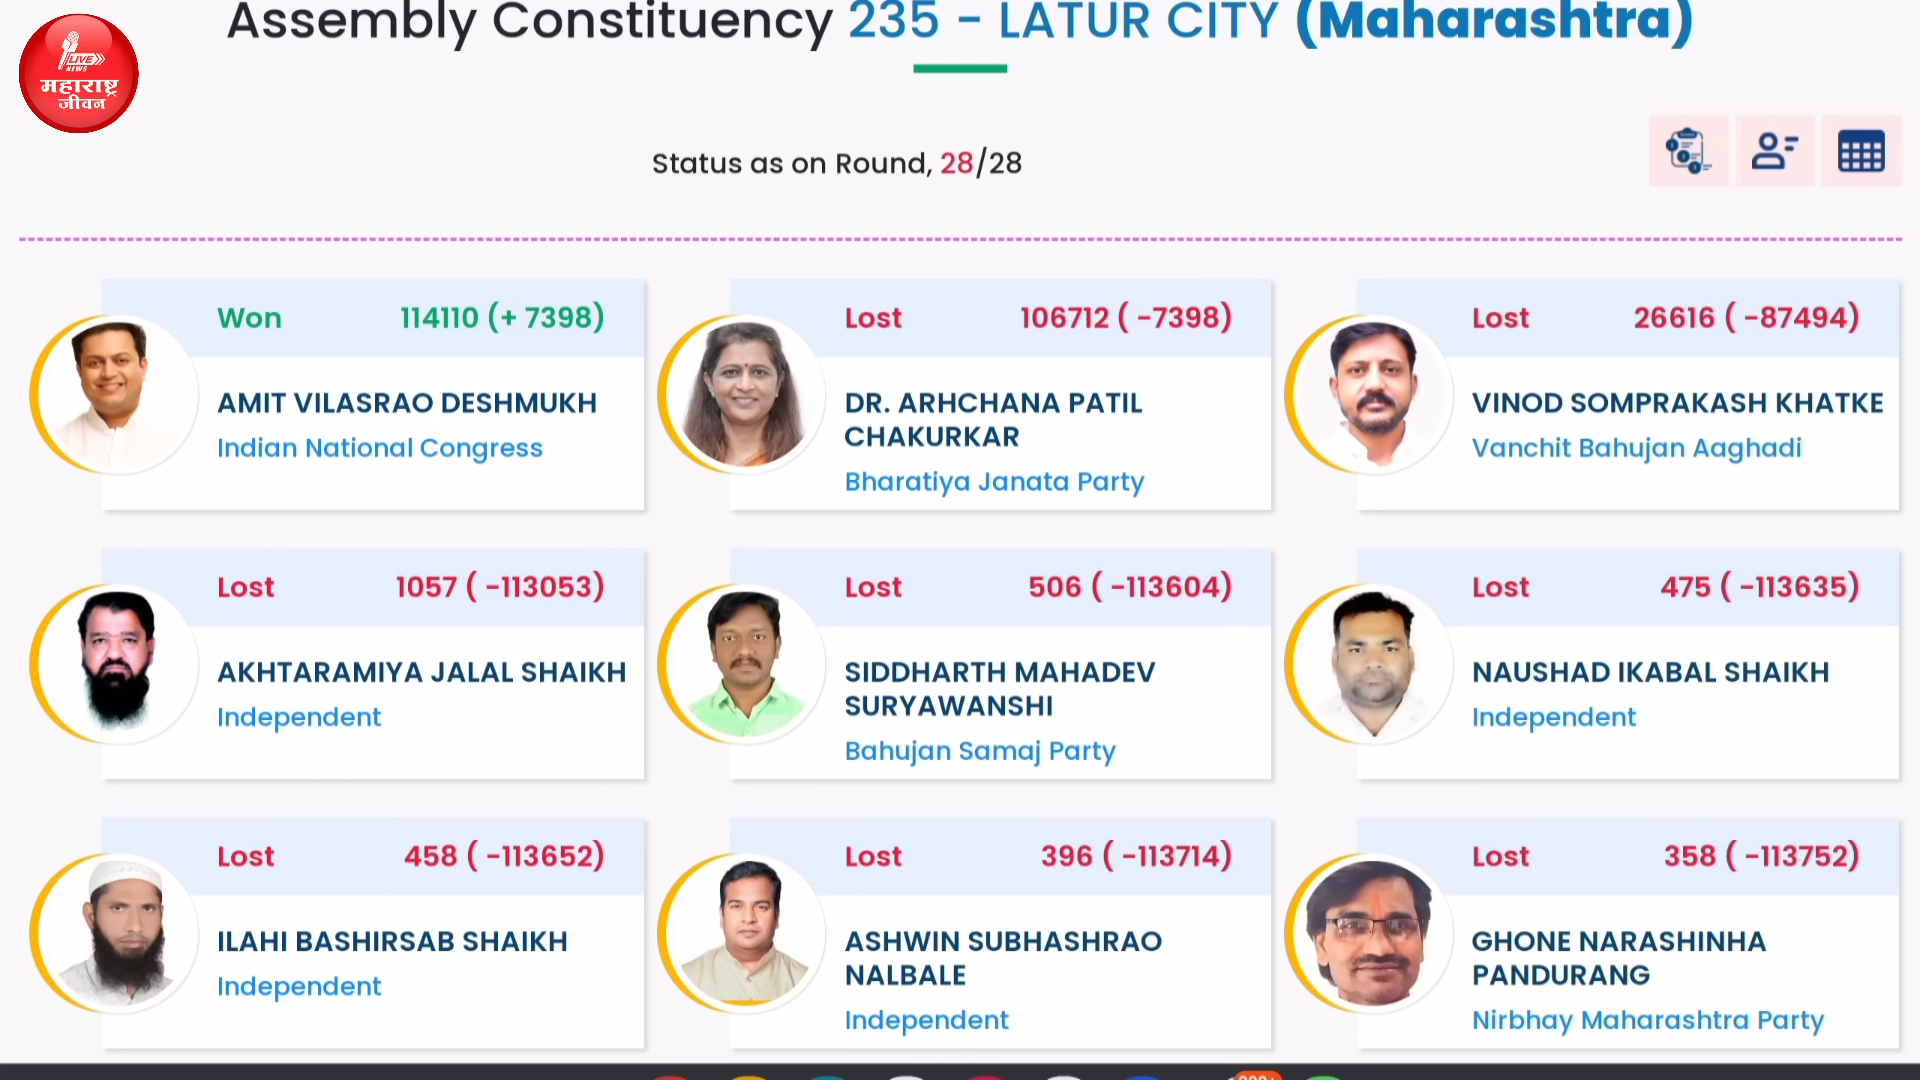 Assembly Constituency 235 - LATUR CITY (Maharashtra)
LIVE
NEWS
महाराष्ट्र
जीवन
Status as on Round, 28/28
Won 114110 (+ 7398)
AMIT VILASRAO DESHMUKH
Indian National Congress
Lost 106712 ( -7398)
DR. ARHCHANA PATIL
CHAKURKAR
Bharatiya Janata Party
Lost 26616 ( -87494)
VINOD SOMPRAKASH KHATKE
Vanchit Bahujan Aaghadi
Lost 1057 ( -113053)
AKHTARAMIYA JALAL SHAIKH
Independent
Lost 506 ( -113604)
SIDDHARTH MAHADEV
SURYAWANSHI
Bahujan Samaj Party
Lost 475 ( -113635)
NAUSHAD IKABAL SHAIKH
Independent
Lost 458 ( -113652)
ILAHI BASHIRSAB SHAIKH
Independent
Lost 396 ( -113714)
ASHWIN SUBHASHRAO
NALBALE
Independent
Lost 358 ( -113752)
GHONE NARASHINHA
PANDURANG
Nirbhay Maharashtra Party